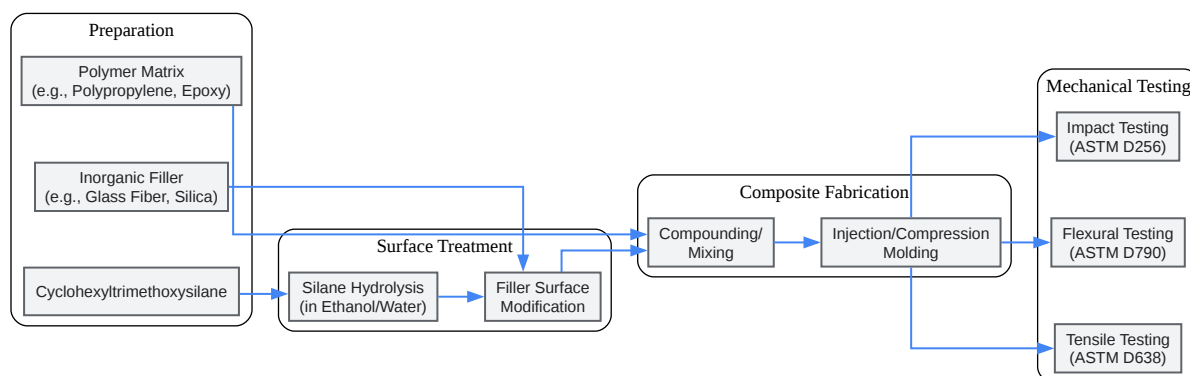 Preparation
Polymer Matrix
(e.g., Polypropylene, Epoxy)
Inorganic Filler
(e.g., Glass Fiber, Silica)
Cyclohexyltrimethoxysilane
Surface Treatment
Silane Hydrolysis
(in Ethanol/Water)
Filler Surface
Modification
Composite Fabrication
Compounding/
Mixing
Injection/Compression
Molding
Mechanical Testing
Impact Testing
(ASTM D256)
Flexural Testing
(ASTM D790)
Tensile Testing
(ASTM D638)